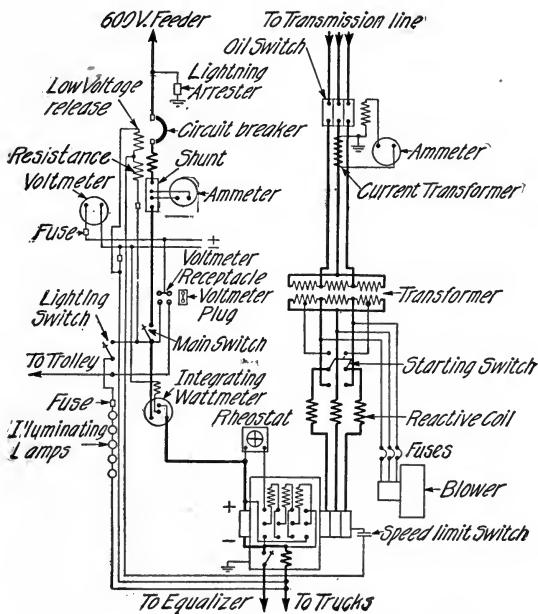 600V. Feeder
To Transmission line
Oil Switch
Lightning
Arrester
Low Voltage
release
Circuit breaker
Resistance
Shunt
Ammeter
Current Transformer
Voltmeter
Ammeter
Fuse
+
-
Voltmeter
Receptacle
Voltmeter
Plug
Transformer
Lighting
Switch
Main Switch
Starting Switch
To Trolley
Integrating
Wattmeter
Fuse
Rheostat
Reactive Coil
Illuminating
Lamps
Fuses
Blower
+
-
Speed limit Switch
To Equalizer
To Trucks